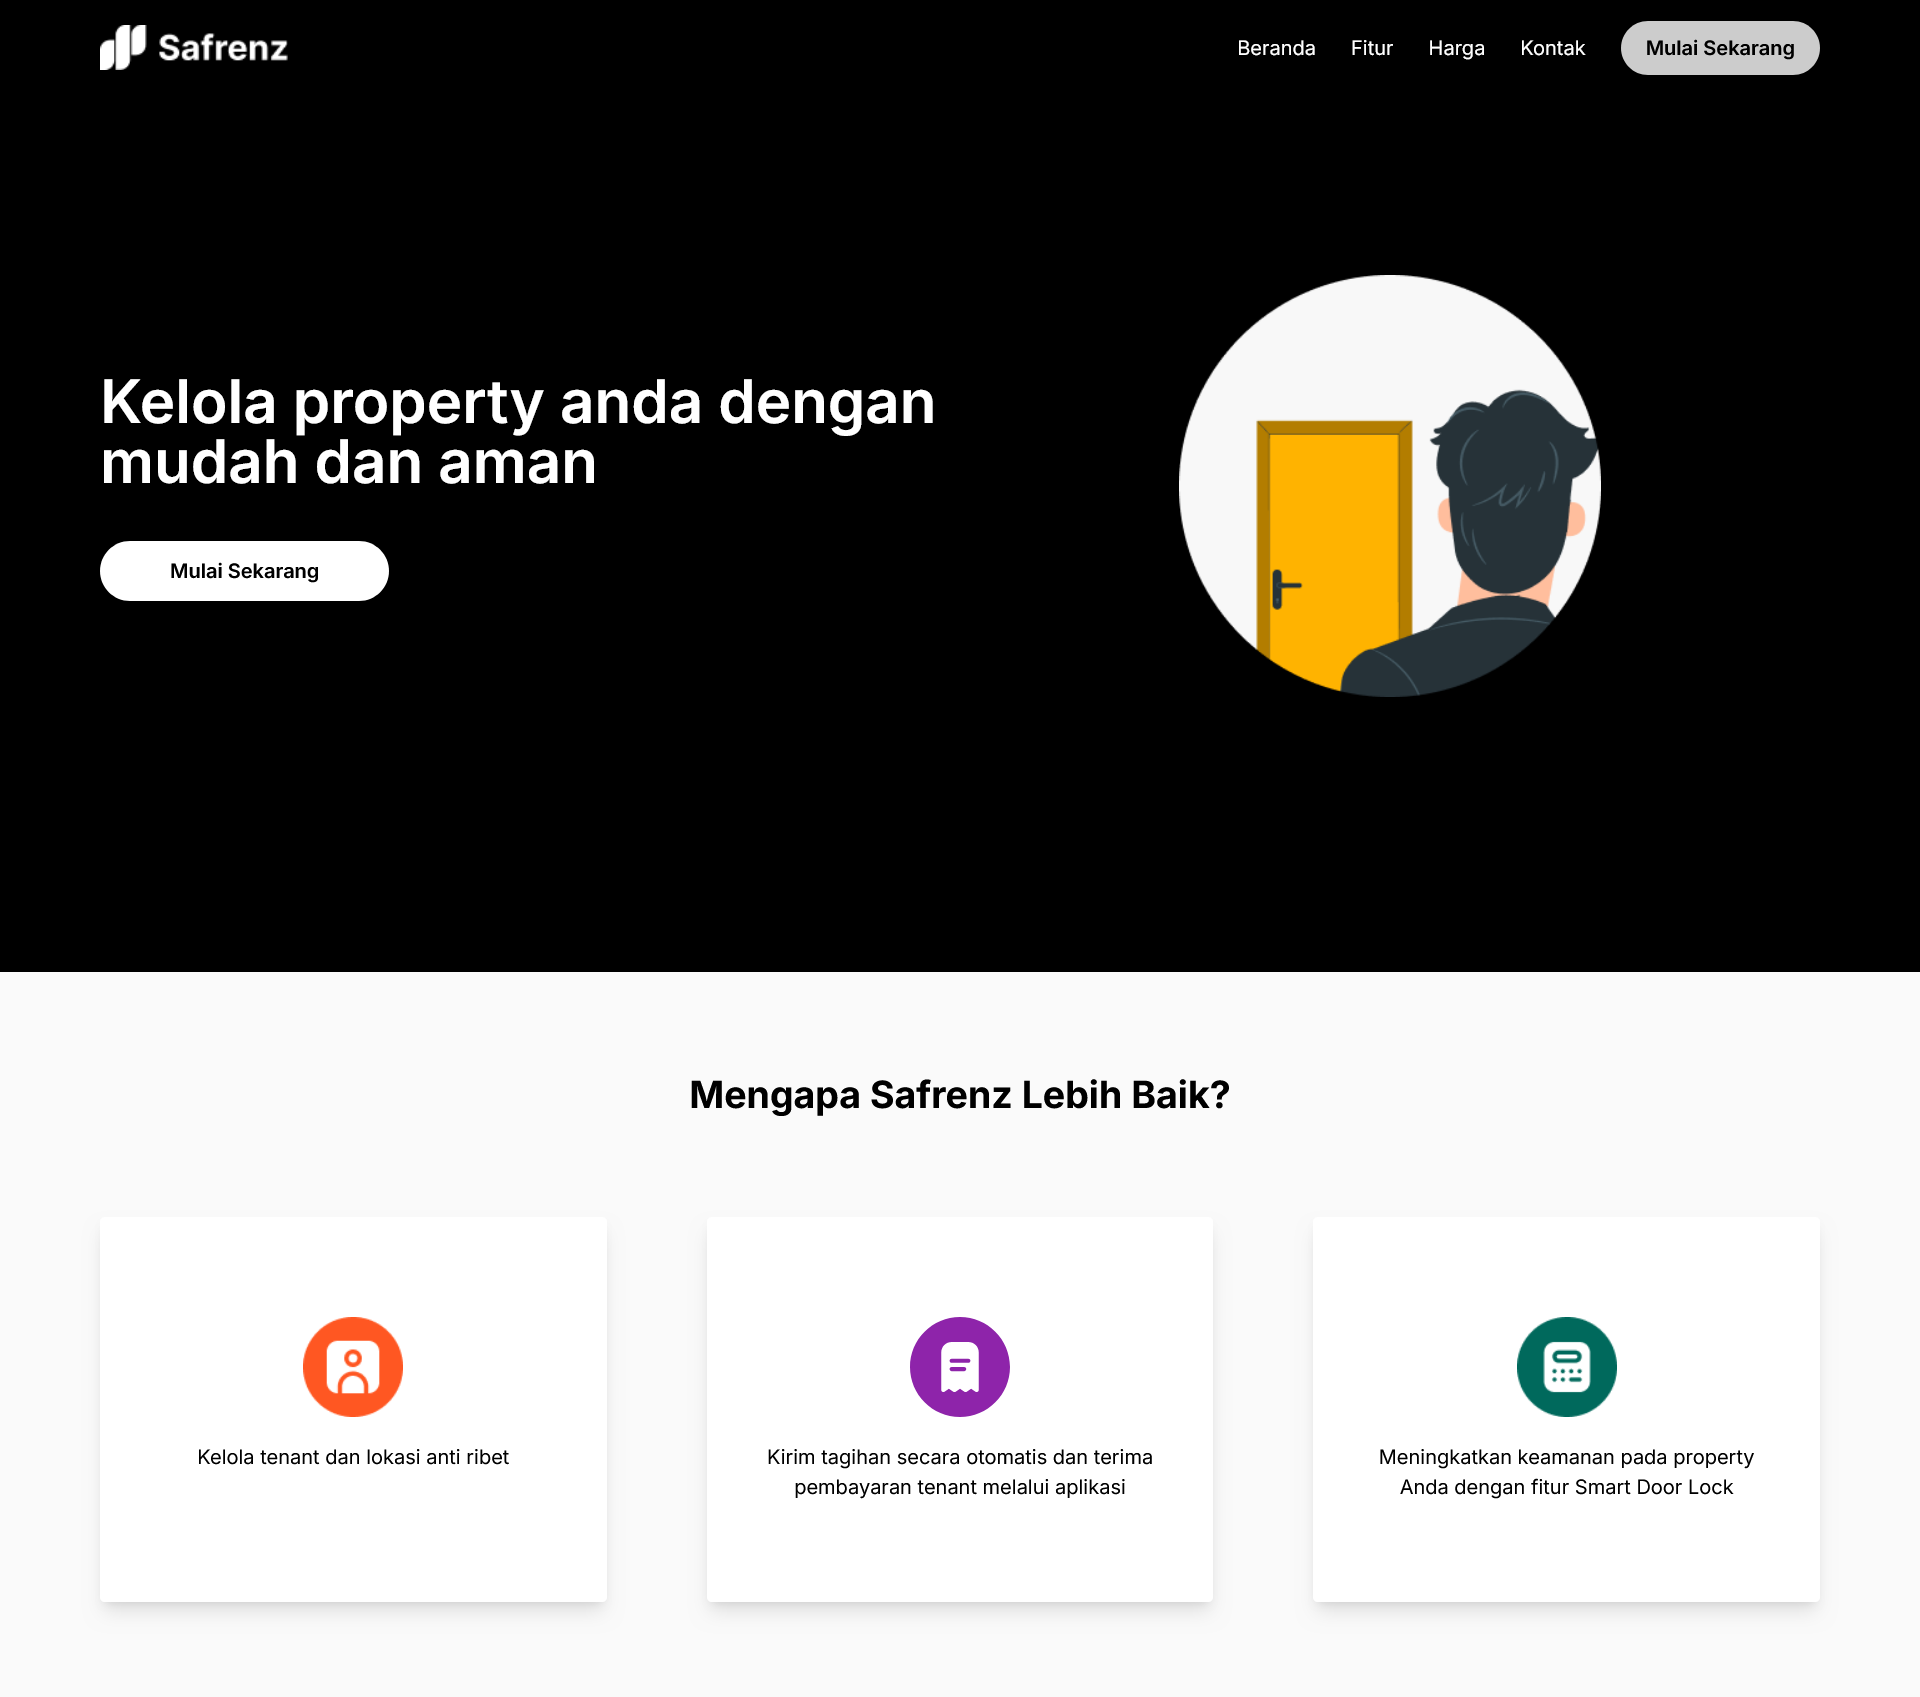 Safrenz
Beranda
Fitur
Harga
Kontak
Mulai Sekarang
Kelola property anda dengan
mudah dan aman
Mulai Sekarang
Mengapa Safrenz Lebih Baik?
Kelola tenant dan lokasi anti ribet
Kirim tagihan secara otomatis dan terima
pembayaran tenant melalui aplikasi
Meningkatkan keamanan pada property
Anda dengan fitur Smart Door Lock